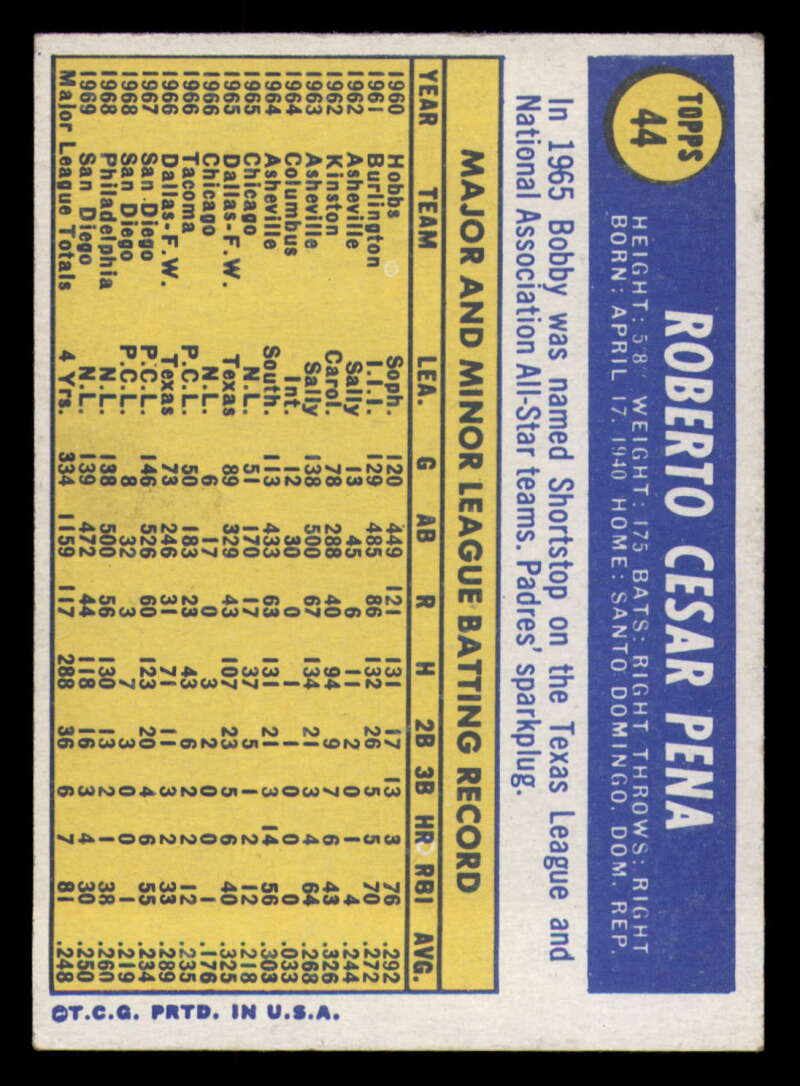 TOPPS
44
ROBERTO CESAR PENA
HEIGHT: 5'8" WEIGHT: 175 BATS: RIGHT THROWS: RIGHT
BORN: APRIL 17, 1940 HOME: SANTO DOMINGO, DOM. REP.
In 1965 Bobby was named Shortstop on the Texas League and
National Association All-Star teams. Padres' sparkplug.
MAJOR AND MINOR LEAGUE BATTING RECORD
YEAR TEAM LEA. G AB R H 2B 3B HR RBI AVG.
1960 Hobbs Soph. 120 449 121 131 17 13 3 76 .292
1961 Burlington I.I.I. 129 485 86 132 26 5 5 70 .272
1962 Asheville Sally 13 45 6 11 2 0 1 4 .244
1962 Kinston Carol. 78 288 40 94 9 7 6 43 .326
1963 Asheville Sally 138 500 67 134 21 3 4 64 .268
1964 Columbus Int. 12 30 0 1 1 0 0 0 .033
1964 Asheville South. 113 433 63 131 21 3 14 56 .303
1965 Chicago N.L. 51 170 17 37 5 1 2 12 .218
1965 Dallas-F.W. Texas 89 329 43 107 23 5 6 40 .325
1966 Chicago N.L. 6 17 0 3 2 0 0 1 .176
1966 Tacoma P.C.L. 50 183 23 43 6 2 2 12 .235
1966 Dallas-F.W. Texas 73 246 31 71 11 3 2 33 .289
1967 San Diego P.C.L. 146 526 60 123 20 4 6 55 .234
1968 San Diego P.C.L. 8 32 3 7 3 0 0 1 .219
1968 Philadelphia N.L. 138 500 56 130 13 2 1 38 .260
1969 San Diego N.L. 139 472 44 118 16 3 4 30 .250
Major League Totals 4 Yrs. 334 1159 117 288 36 6 7 81 .248
©T.C.G. PRTD. IN U.S.A.